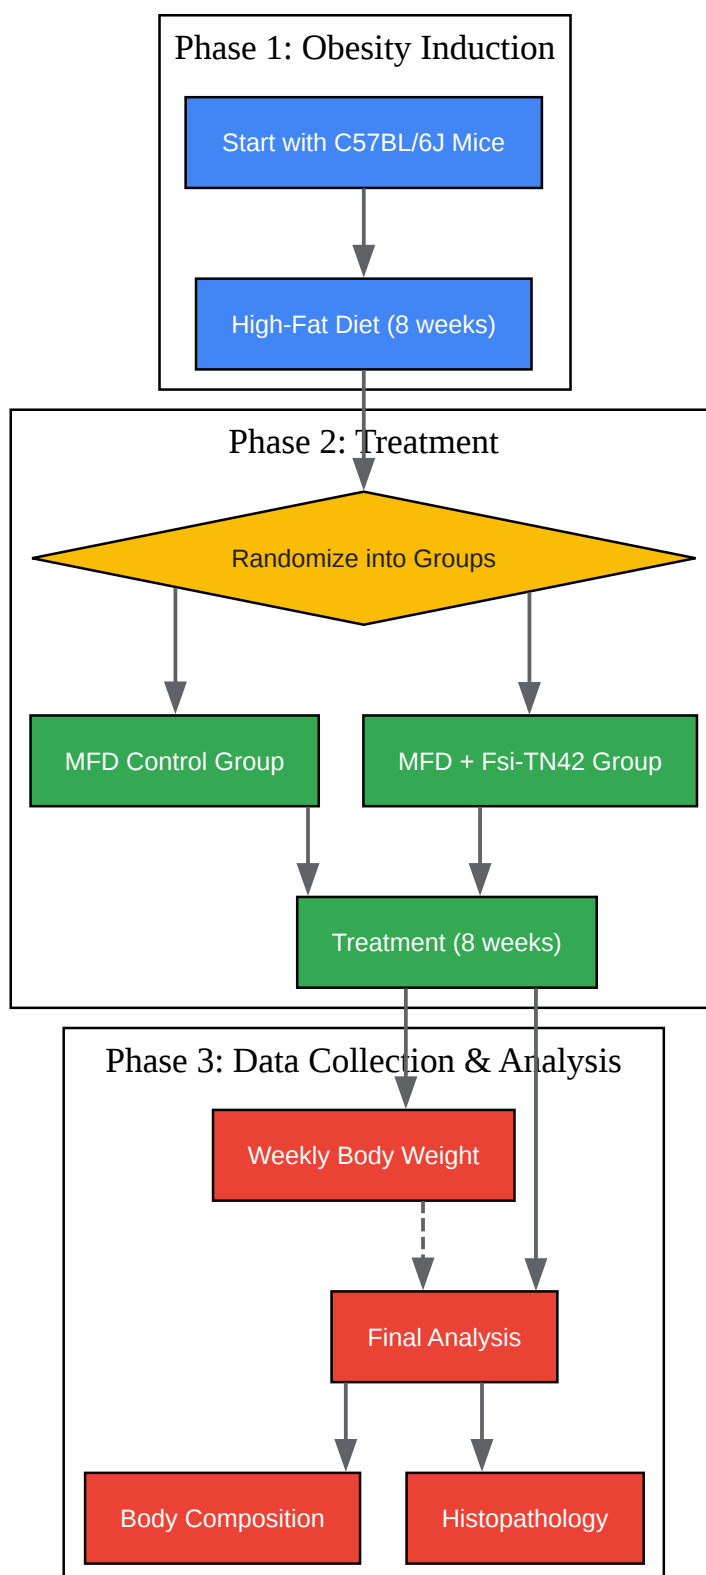 Phase 1: Obesity Induction
Start with C57BL/6J Mice
High-Fat Diet (8 weeks)
Phase 2: Treatment
Randomize into Groups
MFD Control Group
MFD + Fsi-TN42 Group
Treatment (8 weeks)
Phase 3: Data Collection & Analysis
Weekly Body Weight
Final Analysis
Body Composition
Histopathology